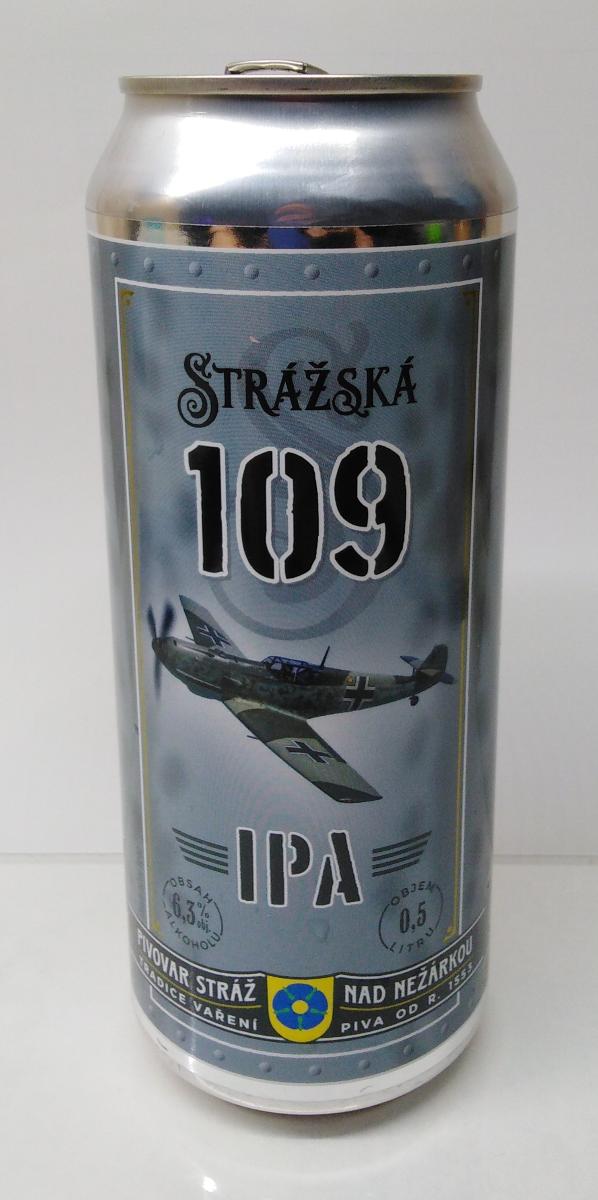 STRÁŽSKÁ
109
IPA
OBSAH
6,3% obj.
ALKOHOLU
OBJEM
0,5
LITRU
PIVOVAR STRÁŽ NAD NEŽÁRKOU
TRADICE VAŘENÍ PIVA OD R. 1553